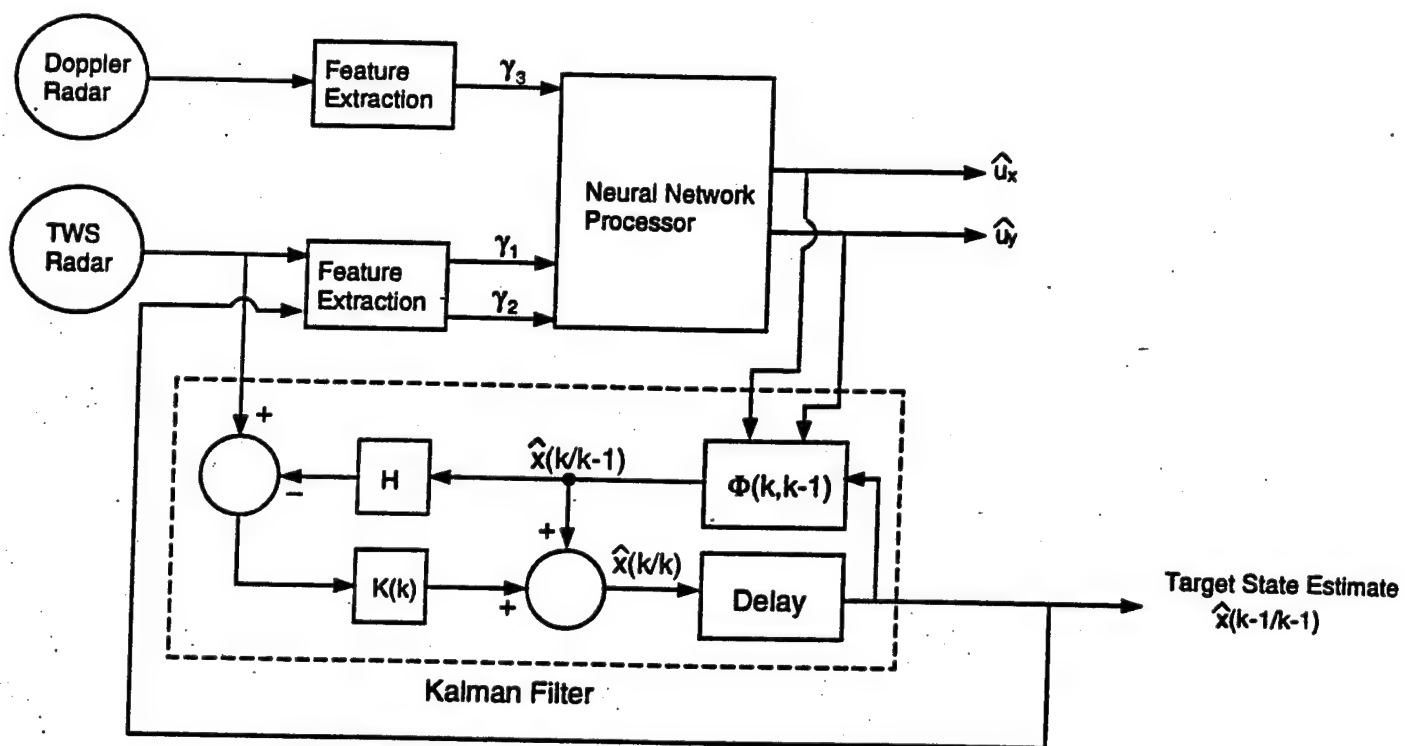 Doppler
Radar
Feature
Extraction
γ₃
Neural Network
Processor
û_x
û_y
TWS
Radar
Feature
Extraction
γ₁
γ₂
+
−
H
x̂(k/k-1)
Φ(k,k-1)
+
K(k)
+
x̂(k/k)
Delay
Target State Estimate
x̂(k-1/k-1)
Kalman Filter